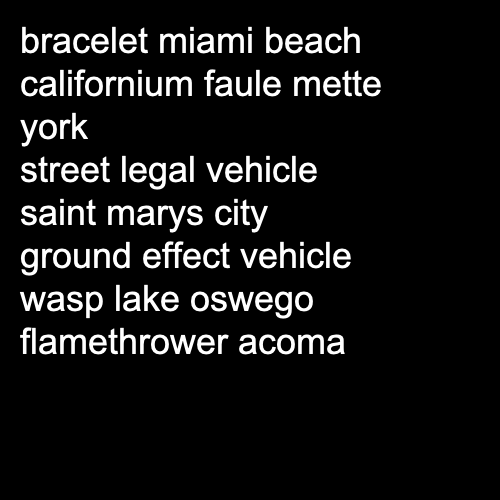 bracelet miami beach
californium faule mette
york
street legal vehicle
saint marys city
ground effect vehicle
wasp lake oswego
flamethrower acoma